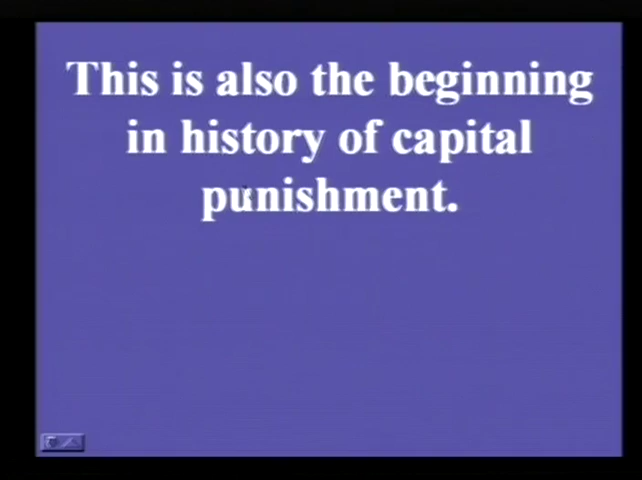 This is also the beginning
in history of capital
punishment.